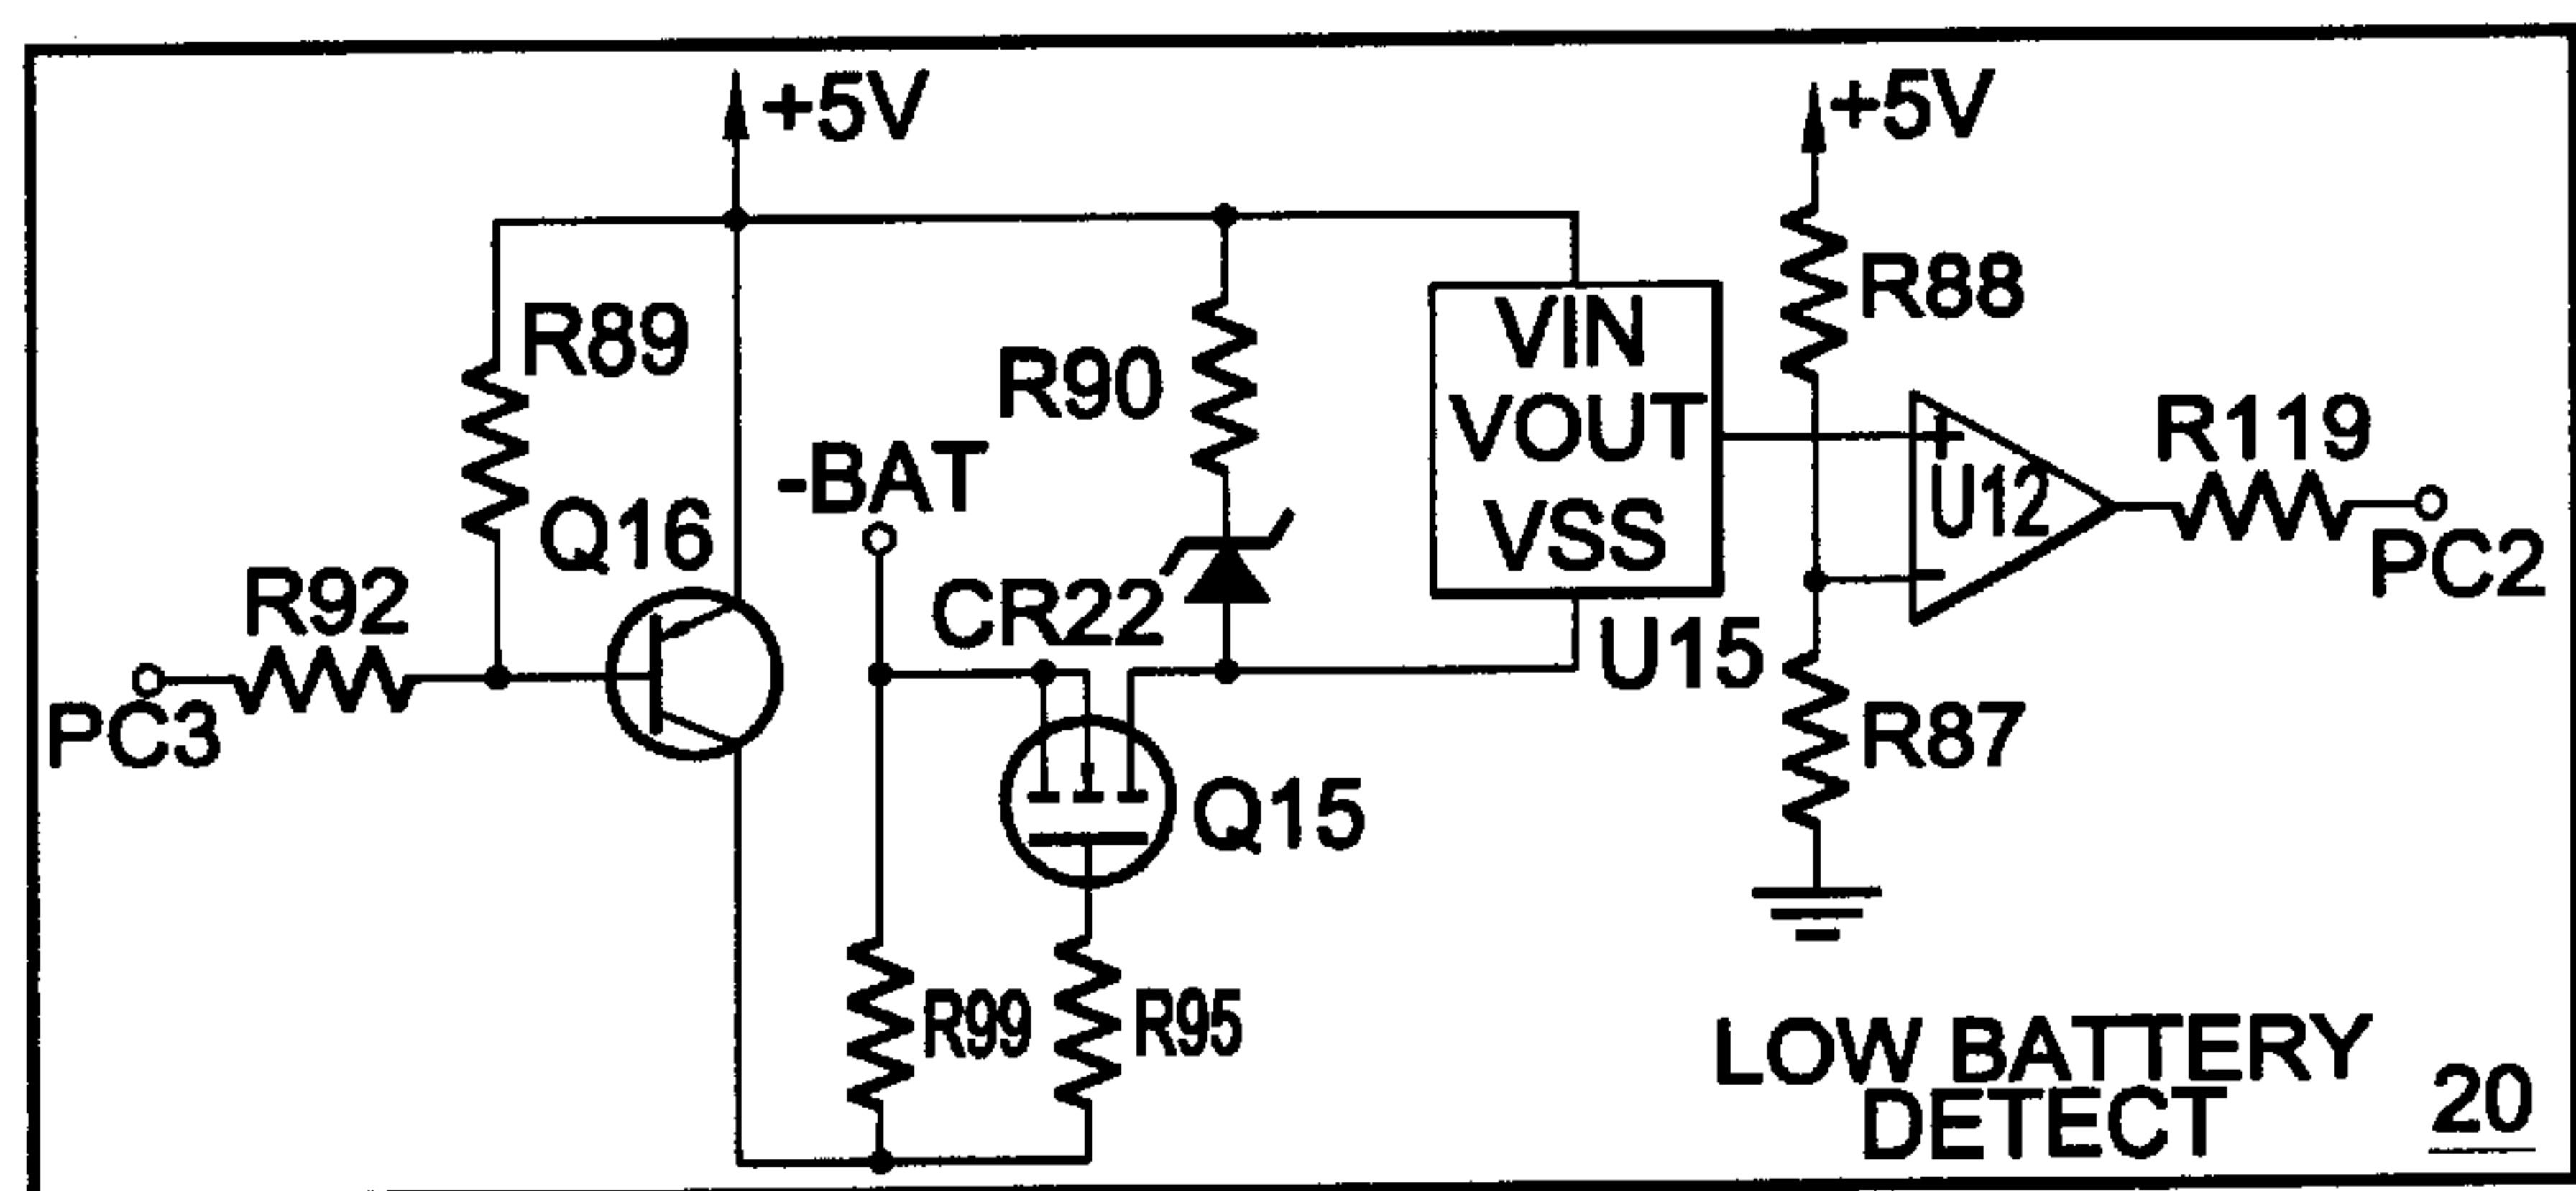 +5V
+5V
R89
R90
R88
VIN
VOUT
VSS
-BAT
+
U12
-
R119
PC2
Q16
R92
PC3
CR22
U15
R87
Q15
R99
R95
LOW BATTERY
DETECT
20